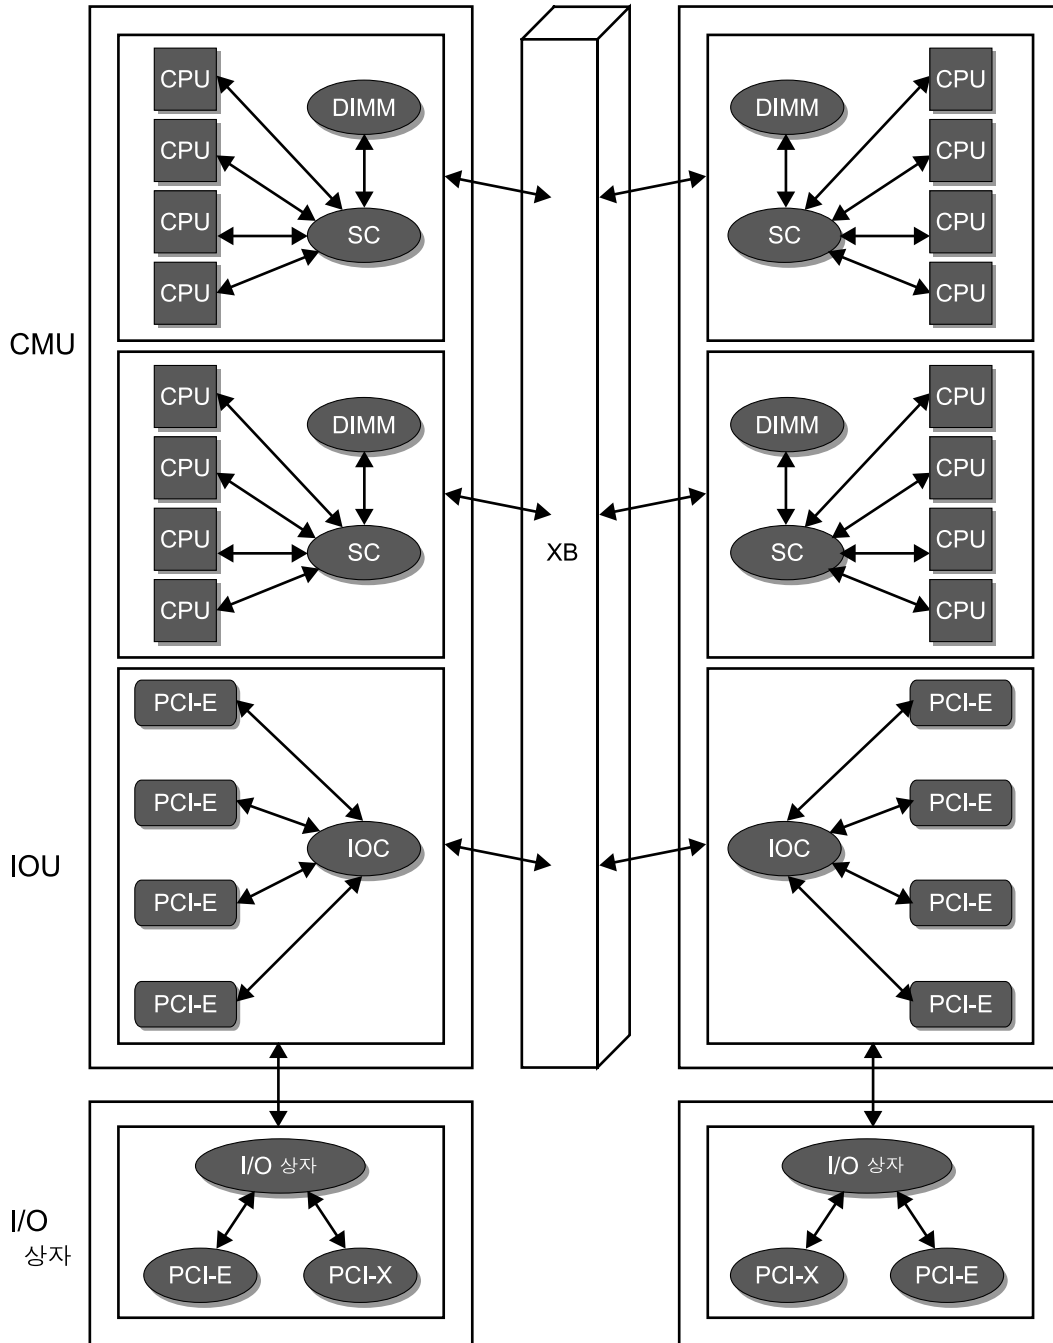 CPU
CPU
CPU
CPU
DIMM
SC
DIMM
SC
CPU
CPU
CPU
CPU
CMU
CPU
CPU
CPU
CPU
DIMM
SC
XB
DIMM
SC
CPU
CPU
CPU
CPU
IOU
PCI-E
PCI-E
PCI-E
PCI-E
IOC
IOC
PCI-E
PCI-E
PCI-E
PCI-E
I/O
상자
I/O 상자
PCI-E
PCI-X
I/O 상자
PCI-X
PCI-E